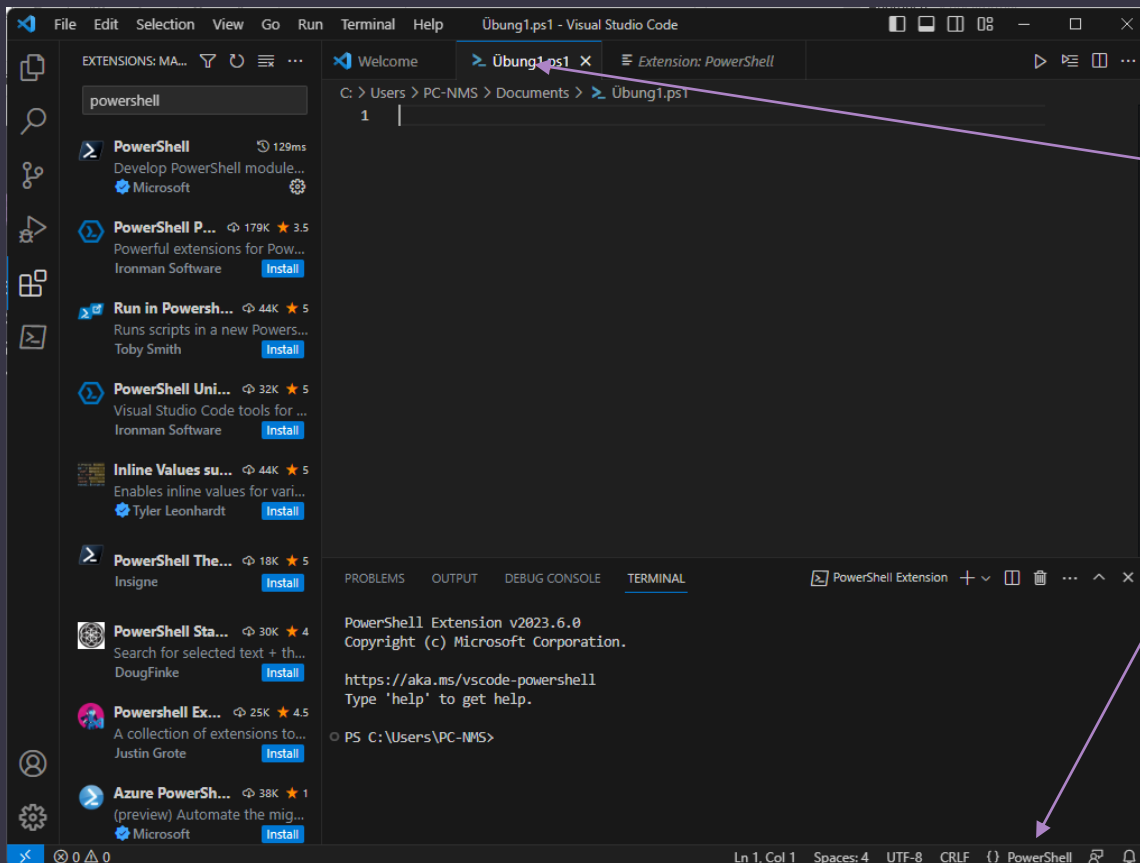 File Edit Selection View Go Run Terminal Help Übung1.ps1 - Visual Studio Code
EXTENSIONS: MA...
powershell
PowerShell 129ms
Develop PowerShell module...
Microsoft
PowerShell P... 179K 3.5
Powerful extensions for Pow...
Ironman Software Install
Run in Powersh... 44K 5
Runs scripts in a new Powers...
Toby Smith Install
PowerShell Uni... 32K 5
Visual Studio Code tools for ...
Ironman Software Install
Inline Values su... 44K 5
Enables inline values for vari...
Tyler Leonhardt Install
PowerShell The... 18K 5
Insigne Install
PowerShell Sta... 30K 4
Search for selected text + th...
DougFinke Install
Powershell Ex... 25K 4.5
A collection of extensions to...
Justin Grote Install
Azure PowerSh... 38K 1
(preview) Automate the mig...
Microsoft Install
Welcome Übung1.ps1 Extension: PowerShell
C: > Users > PC-NMS > Documents > Übung1.ps1
1
PROBLEMS OUTPUT DEBUG CONSOLE TERMINAL PowerShell Extension
PowerShell Extension v2023.6.0
Copyright (c) Microsoft Corporation.
https://aka.ms/vscode-powershell
Type 'help' to get help.
PS C:\Users\PC-NMS>
0 0 Ln 1, Col 1 Spaces: 4 UTF-8 CRLF {} PowerShell